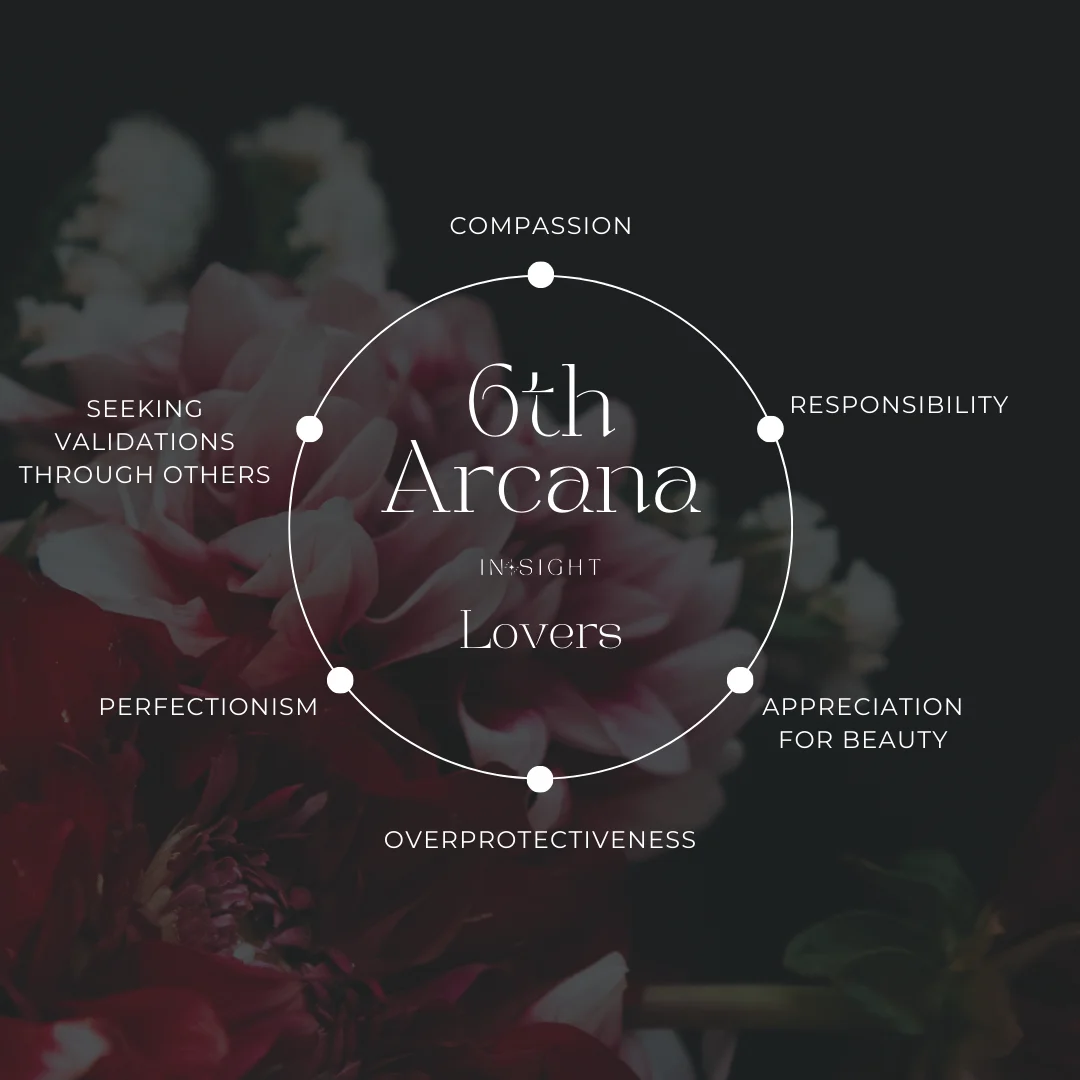 COMPASSION
6th
Arcana
IN SIGHT
Lovers
RESPONSIBILITY
APPRECIATION
FOR BEAUTY
OVERPROTECTIVENESS
PERFECTIONISM
SEEKING
VALIDATIONS
THROUGH OTHERS